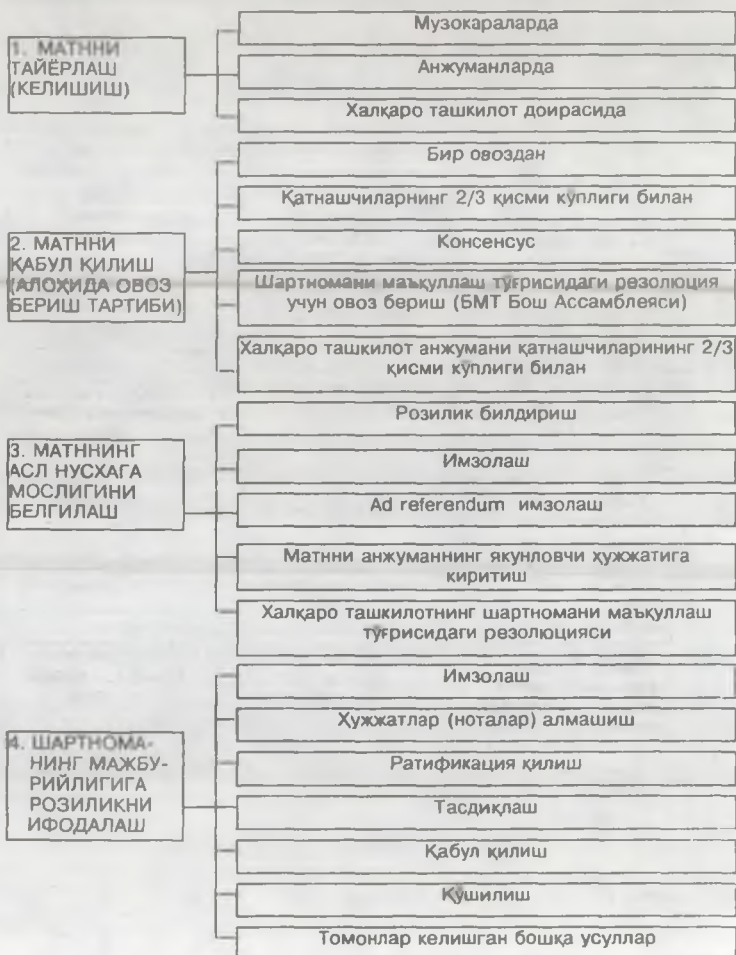 1. МАТННИ
ТАЙЁРЛАШ
(КЕЛИШИШ)
Музокараларда
Анжуманларда
Халқаро ташкилот доирасида
2. МАТННИ
ҚАБУЛ ҚИЛИШ
(АЛОҲИДА ОВОЗ
БЕРИШ ТАРТИБИ)
Бир овоздан
Қатнашчиларнинг 2/3 қисми кўплиги билан
Консенсус
Шартномани маъқуллаш тўғрисидаги резолюция
учун овоз бериш (БМТ Бош Ассамблеяси)
Халқаро ташкилот анжумани қатнашчиларининг 2/3
қисми кўплиги билан
3. МАТННИНГ
АСЛ НУСХАГА
МОСЛИГИНИ
БЕЛГИЛАШ
Розилик билдириш
Имзолаш
Ad referendum имзолаш
Матнни анжуманнинг якунловчи ҳужжатига
киритиш
Халқаро ташкилотнинг шартномани маъқуллаш
тўғрисидаги резолюцияси
4. ШАРТНОМА-
НИНГ МАЖБУ-
РИЙЛИГИГА
РОЗИЛИКНИ
ИФОДАЛАШ
Имзолаш
Ҳужжатлар (ноталар) алмашиш
Ратификация қилиш
Тасдиқлаш
Қабул қилиш
Қўшилиш
Томонлар келишган бошқа усуллар